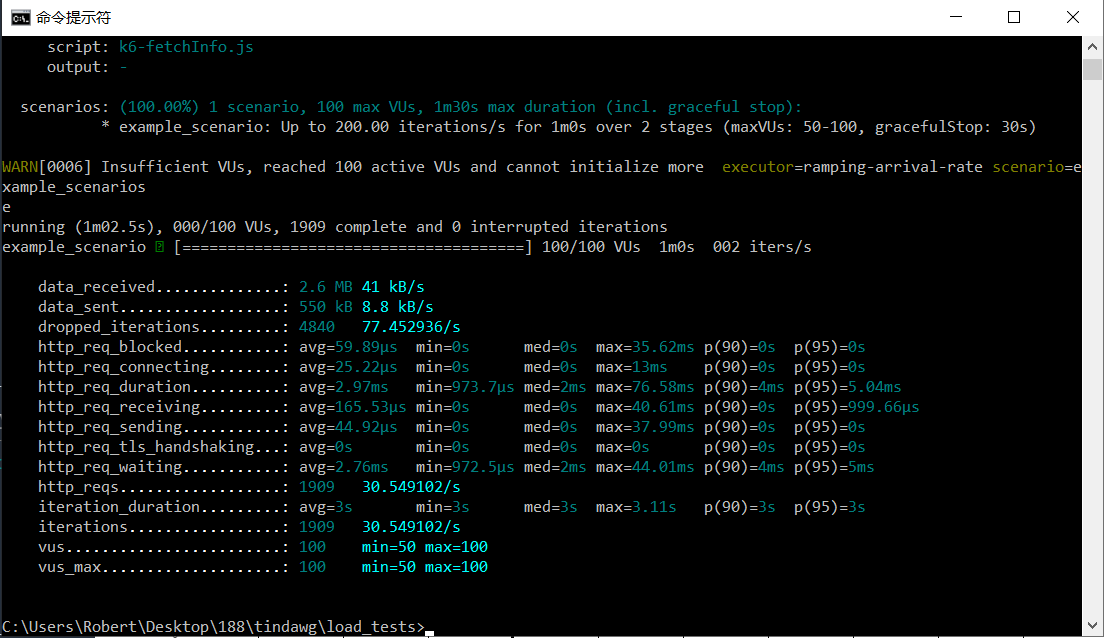 命令提示符
script: k6-fetchInfo.js
output: -
scenarios: (100.00%) 1 scenario, 100 max VUs, 1m30s max duration (incl. graceful stop):
* example_scenario: Up to 200.00 iterations/s for 1m0s over 2 stages (maxVUs: 50-100, gracefulStop: 30s)
WARN[0006] Insufficient VUs, reached 100 active VUs and cannot initialize more  executor=ramping-arrival-rate scenario=e
xample_scenarios
e
running (1m02.5s), 000/100 VUs, 1909 complete and 0 interrupted iterations
example_scenario [======================================] 100/100 VUs  1m0s  002 iters/s
data_received..............: 2.6 MB 41 kB/s
data_sent..................: 550 kB 8.8 kB/s
dropped_iterations.........: 4840   77.452936/s
http_req_blocked...........: avg=59.89µs  min=0s      med=0s  max=35.62ms p(90)=0s  p(95)=0s
http_req_connecting........: avg=25.22µs  min=0s      med=0s  max=13ms    p(90)=0s  p(95)=0s
http_req_duration..........: avg=2.97ms   min=973.7µs med=2ms max=76.58ms p(90)=4ms p(95)=5.04ms
http_req_receiving.........: avg=165.53µs min=0s      med=0s  max=40.61ms p(90)=0s  p(95)=999.66µs
http_req_sending...........: avg=44.92µs  min=0s      med=0s  max=37.99ms p(90)=0s  p(95)=0s
http_req_tls_handshaking...: avg=0s       min=0s      med=0s  max=0s      p(90)=0s  p(95)=0s
http_req_waiting...........: avg=2.76ms   min=972.5µs med=2ms max=44.01ms p(90)=4ms p(95)=5ms
http_reqs..................: 1909   30.549102/s
iteration_duration.........: avg=3s       min=3s      med=3s  max=3.11s   p(90)=3s  p(95)=3s
iterations.................: 1909   30.549102/s
vus........................: 100    min=50 max=100
vus_max....................: 100    min=50 max=100
C:\Users\Robert\Desktop\188\tindawg\load_tests>